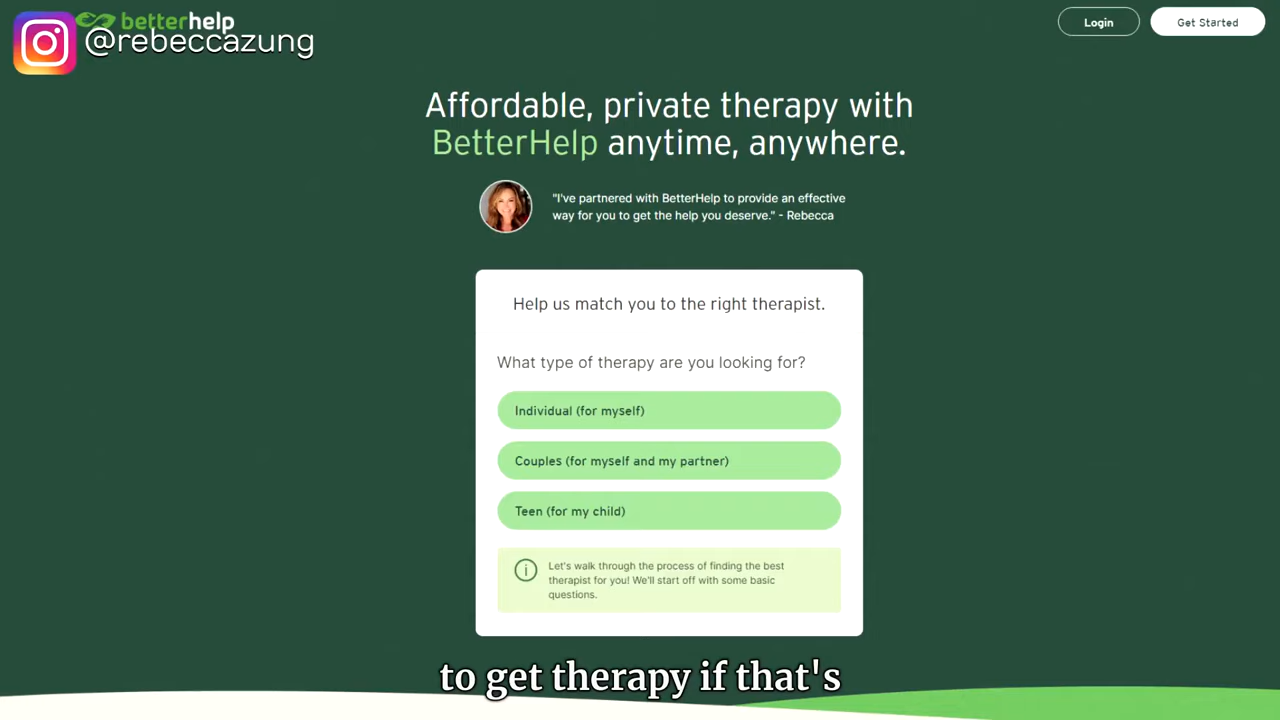 betterhelp
@rebeccazung
Login
Get Started
Affordable, private therapy with
BetterHelp anytime, anywhere.
"I've partnered with BetterHelp to provide an effective
way for you to get the help you deserve." - Rebecca
Help us match you to the right therapist.
What type of therapy are you looking for?
Individual (for myself)
Couples (for myself and my partner)
Teen (for my child)
Let's walk through the process of finding the best
therapist for you! We'll start off with some basic
questions.
to get therapy if that's